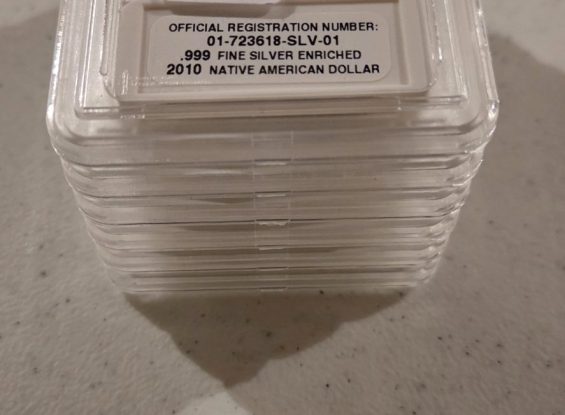 OFFICIAL REGISTRATION NUMBER:
01-723618-SLV-01
.999 FINE SILVER ENRICHED
2010 NATIVE AMERICAN DOLLAR